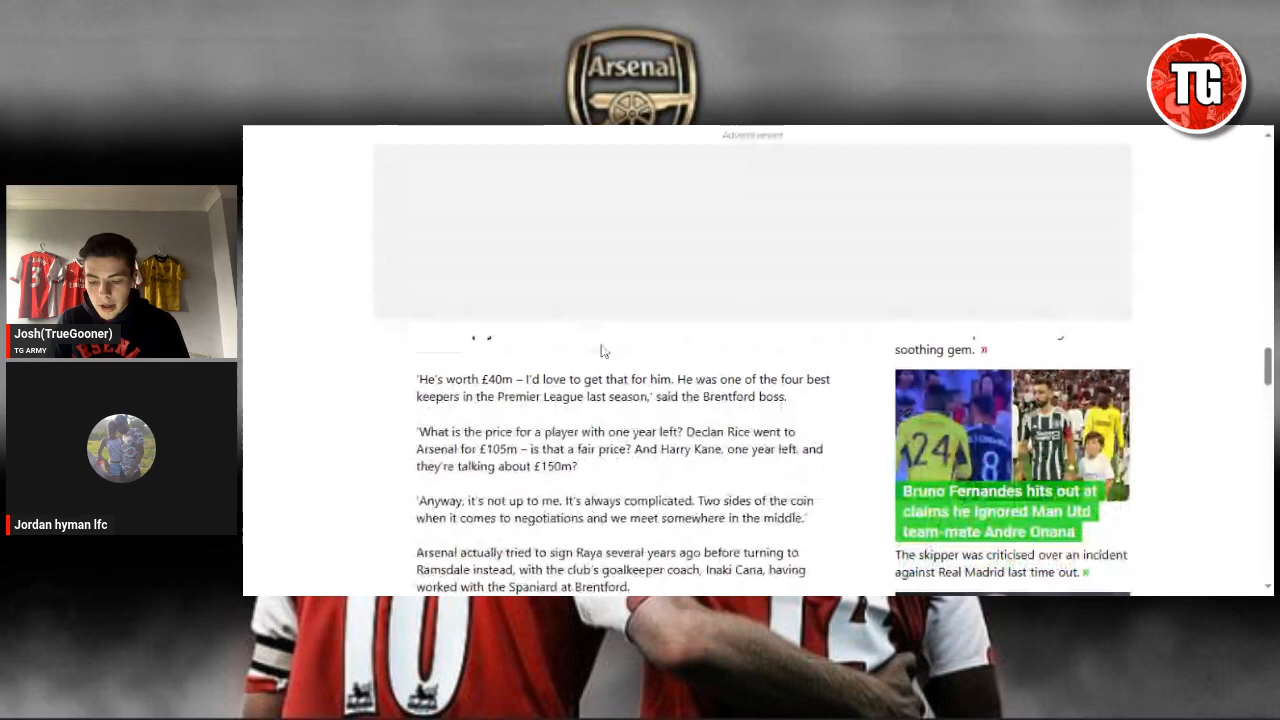 Arsenal
TG
Advertisement
'He's worth £40m – I'd love to get that for him. He was one of the four best
keepers in the Premier League last season,' said the Brentford boss.
'What is the price for a player with one year left? Declan Rice went to
Arsenal for £105m – is that a fair price? And Harry Kane, one year left, and
they're talking about £150m?
'Anyway, it's not up to me. It's always complicated. Two sides of the coin
when it comes to negotiations and we meet somewhere in the middle.'
Arsenal actually tried to sign Raya several years ago before turning to
Ramsdale instead, with the club's goalkeeper coach, Inaki Cana, having
worked with the Spaniard at Brentford.
soothing gem. »
24
8
Bruno Fernandes hits out at
claims he ignored Man Utd
team-mate Andre Onana
The skipper was criticised over an incident
against Real Madrid last time out. »
3
Josh(TrueGooner)
TG ARMY
Jordan hyman lfc
10
14